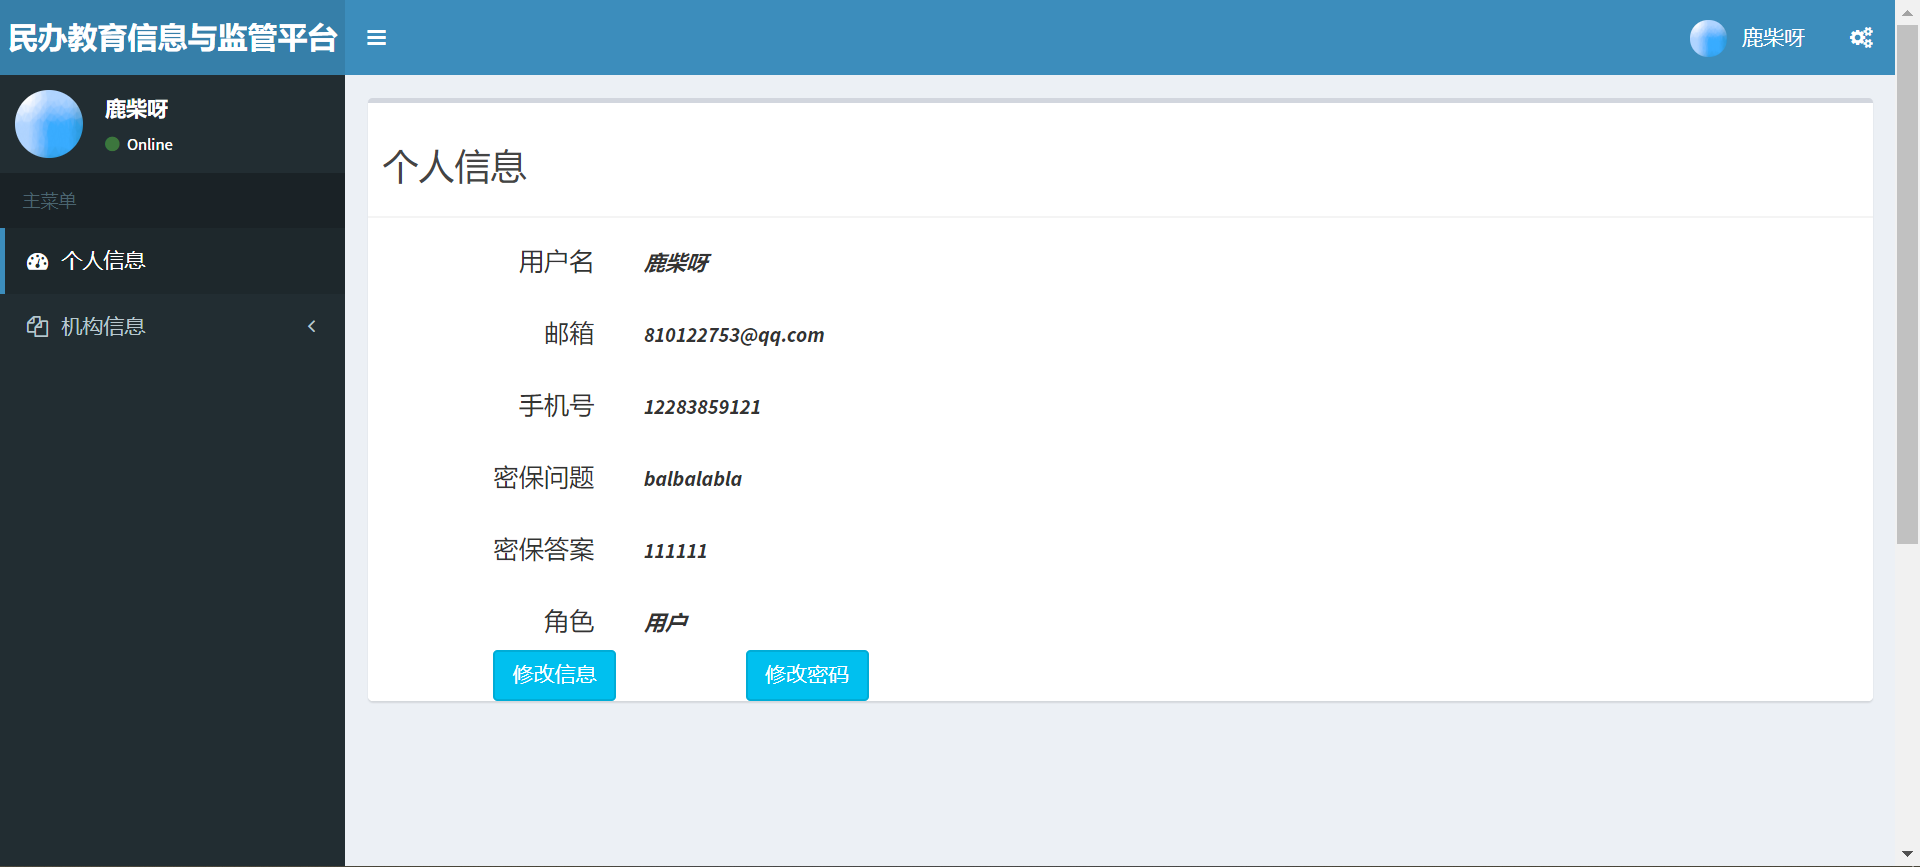 民办教育信息与监管平台
鹿柴呀
鹿柴呀
Online
主菜单
个人信息
机构信息
个人信息
用户名 鹿柴呀
邮箱 810122753@qq.com
手机号 12283859121
密保问题 balbalabla
密保答案 111111
角色 用户
修改信息 修改密码